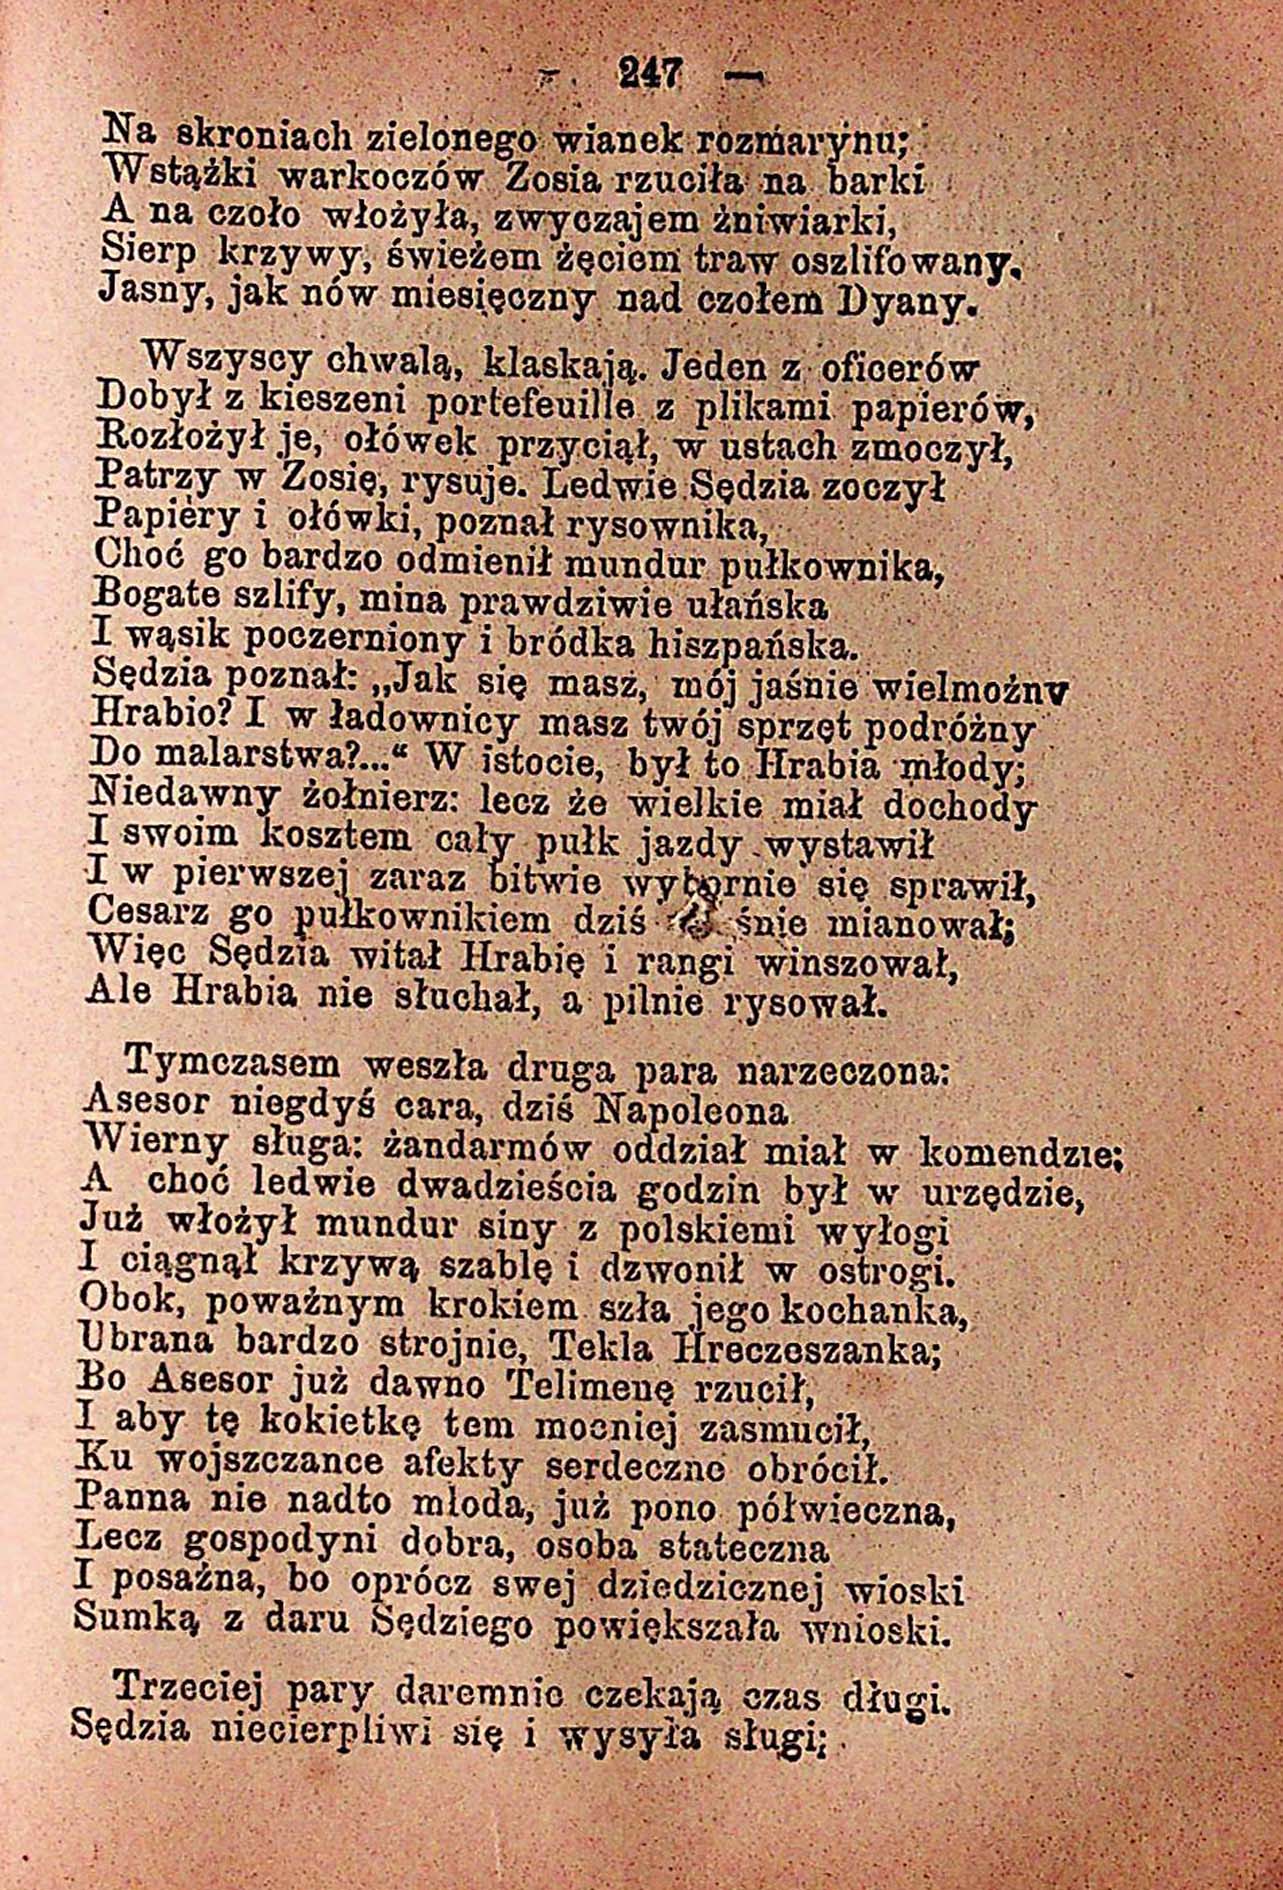 — 247 —
Na skroniach zielonego wianek rozmarynu;
Wstążki warkoczów Zosia rzuciła na barki
A na czoło włożyła, zwyczajem żniwiarki,
Sierp krzywy, świeżem żęciem traw oszlifowany,
Jasny, jak nów miesięczny nad czołem Dyany.
Wszyscy chwalą, klaskają. Jeden z oficerów
Dobył z kieszeni portefeuille z plikami papierów,
Rozłożył je, ołówek przyciął, w ustach zmoczył,
Patrzy w Zosię, rysuje. Ledwie Sędzia zoczył
Papiery i ołówki, poznał rysownika,
Choć go bardzo odmienił mundur pułkownika,
Bogate szlify, mina prawdziwie ułańska
I wąsik poczerniony i bródka hiszpańska.
Sędzia poznał: „Jak się masz, mój jaśnie wielmożny
Hrabio? I w ładownicy masz twój sprzęt podróżny
Do malarstwa?...“ W istocie, był to Hrabia młody;
Niedawny żołnierz: lecz że wielkie miał dochody
I swoim kosztem cały pułk jazdy wystawił
I w pierwszej zaraz bitwie wybornie się sprawił,
Cesarz go pułkownikiem dziś śnie mianował;
Więc Sędzia witał Hrabię i rangi winszował,
Ale Hrabia nie słuchał, a pilnie rysował.
Tymczasem weszła druga para narzeczona:
Asesor niegdyś cara, dziś Napoleona
Wierny sługa: żandarmów oddział miał w komendzie;
A choć ledwie dwadzieścia godzin był w urzędzie,
Już włożył mundur siny z polskiemi wyłogi
I ciągnął krzywą szablę i dzwonił w ostrogi.
Obok, poważnym krokiem szła jego kochanka,
Ubrana bardzo strojnie, Tekla Hreczeszanka;
Bo Asesor już dawno Telimenę rzucił,
I aby tę kokietkę tem mocniej zasmucił,
Ku wojszczance afekty serdeczne obrócił.
Panna nie nadto młoda, już pono półwieczna,
Lecz gospodyni dobra, osoba stateczna
I posażna, bo oprócz swej dziedzicznej wioski
Sumką z daru Sędziego powiększała wnioski.
Trzeciej pary daremnie czekają czas długi.
Sędzia niecierpliwi się i wysyła sługi;